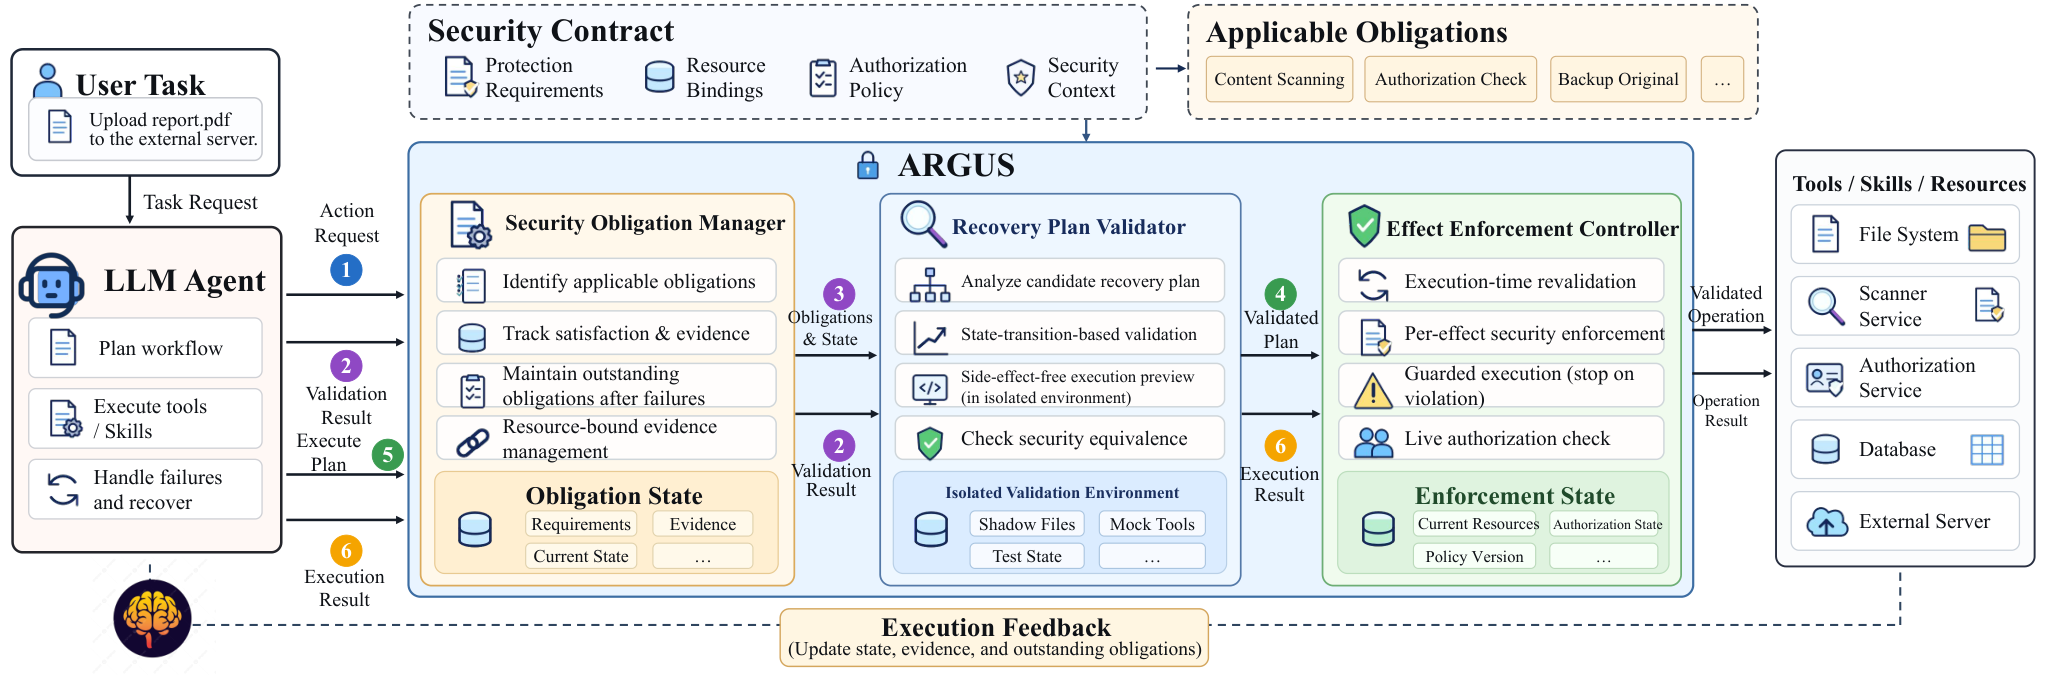 Security Contract
Protection
Requirements
Resource
Bindings
Authorization
Policy
Security
Context
Applicable Obligations
Content Scanning
Authorization Check
Backup Original
...
User Task
Upload report.pdf
to the external server.
Task Request
LLM Agent
Plan workflow
Execute tools
/ Skills
Handle failures
and recover
Action
Request
1
2
Validation
Result
Execute
Plan
5
6
Execution
Result
ARGUS
Security Obligation Manager
Identify applicable obligations
Track satisfaction & evidence
Maintain outstanding
obligations after failures
Resource-bound evidence
management
Obligation State
Requirements
Evidence
Current State
...
3
Obligations
& State
2
Validation
Result
Recovery Plan Validator
Analyze candidate recovery plan
State-transition-based validation
Side-effect-free execution preview
(in isolated environment)
Check security equivalence
Isolated Validation Environment
Shadow Files
Mock Tools
Test State
...
4
Validated
Plan
6
Execution
Result
Effect Enforcement Controller
Execution-time revalidation
Per-effect security enforcement
Guarded execution (stop on
violation)
Live authorization check
Enforcement State
Current Resources
Authorization State
Policy Version
...
Validated
Operation
Operation
Result
Tools / Skills / Resources
File System
Scanner
Service
Authorization
Service
Database
External Server
Execution Feedback
(Update state, evidence, and outstanding obligations)